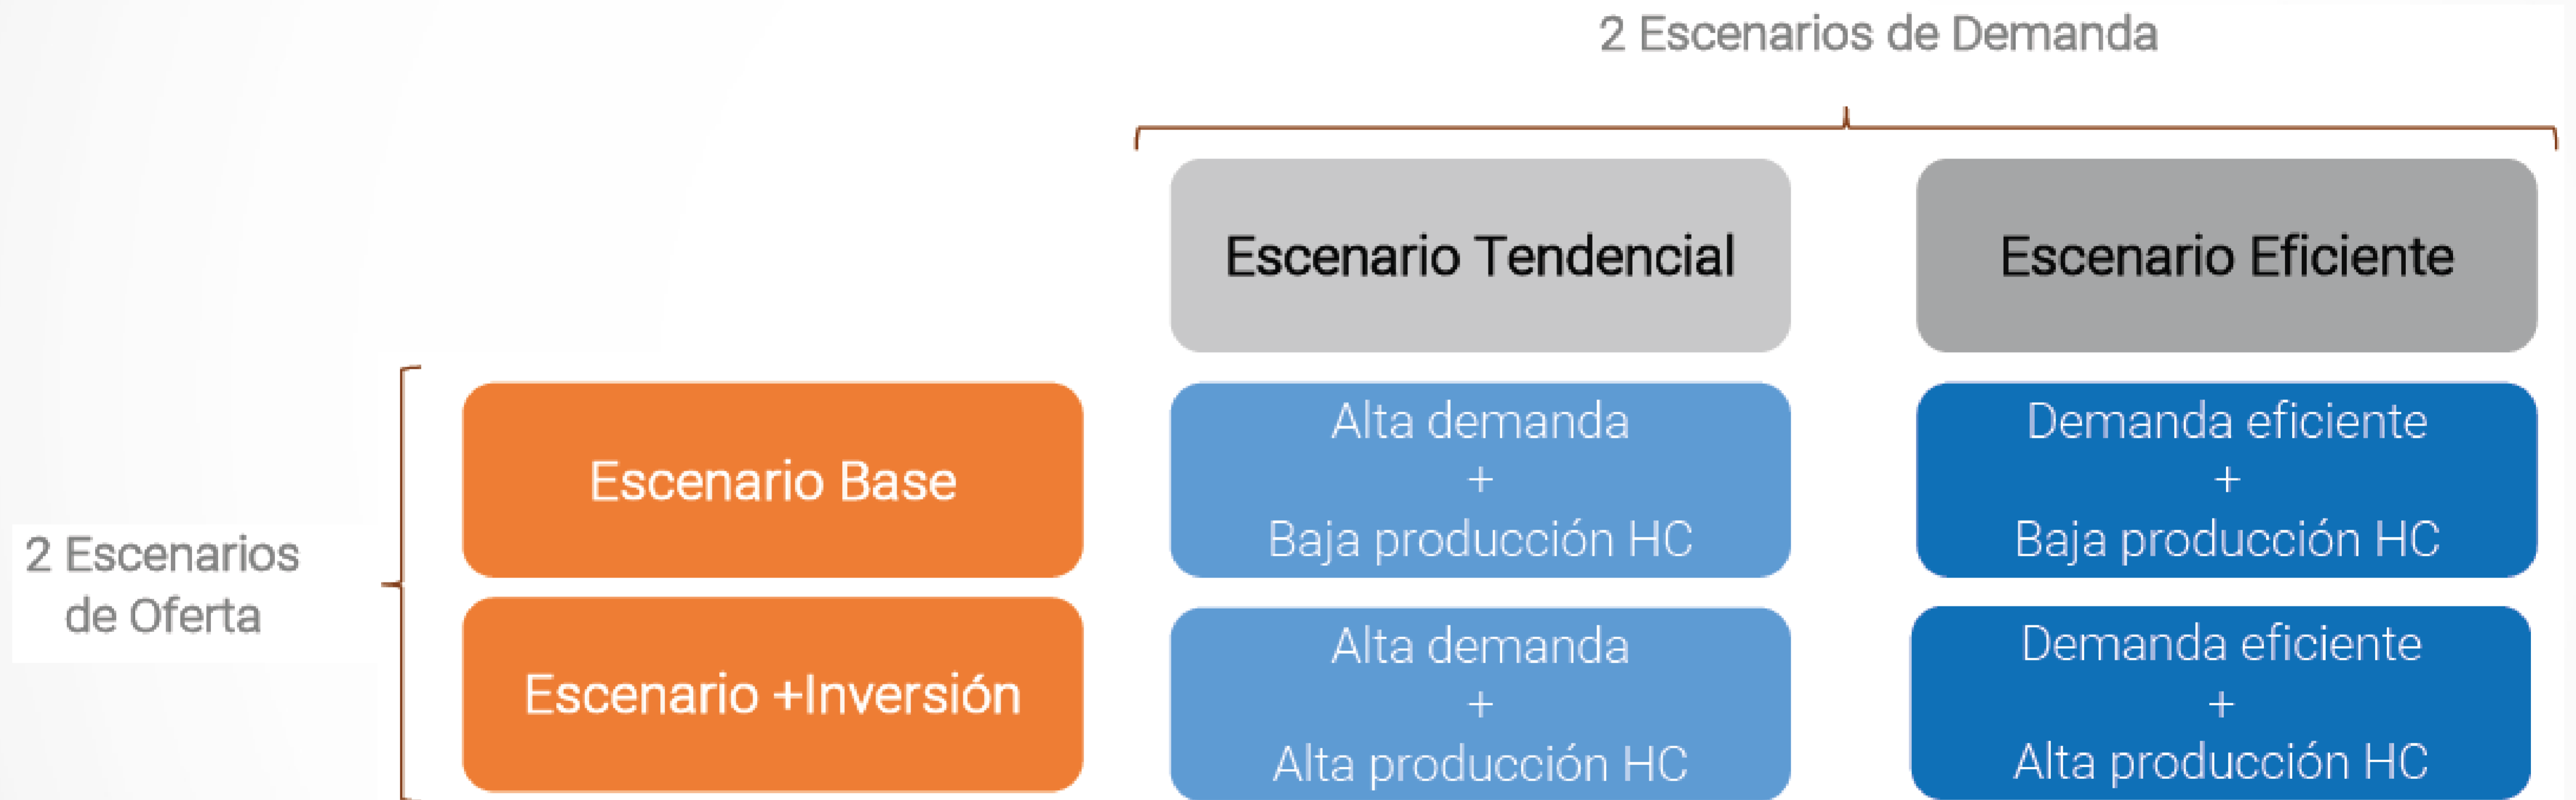 2 Escenarios de Demanda
Escenario Tendencial
Escenario Eficiente
2 Escenarios
de Oferta
Escenario Base
Alta demanda
+
Baja producción HC
Demanda eficiente
+
Baja producción HC
Escenario +Inversión
Alta demanda
+
Alta producción HC
Demanda eficiente
+
Alta producción HC